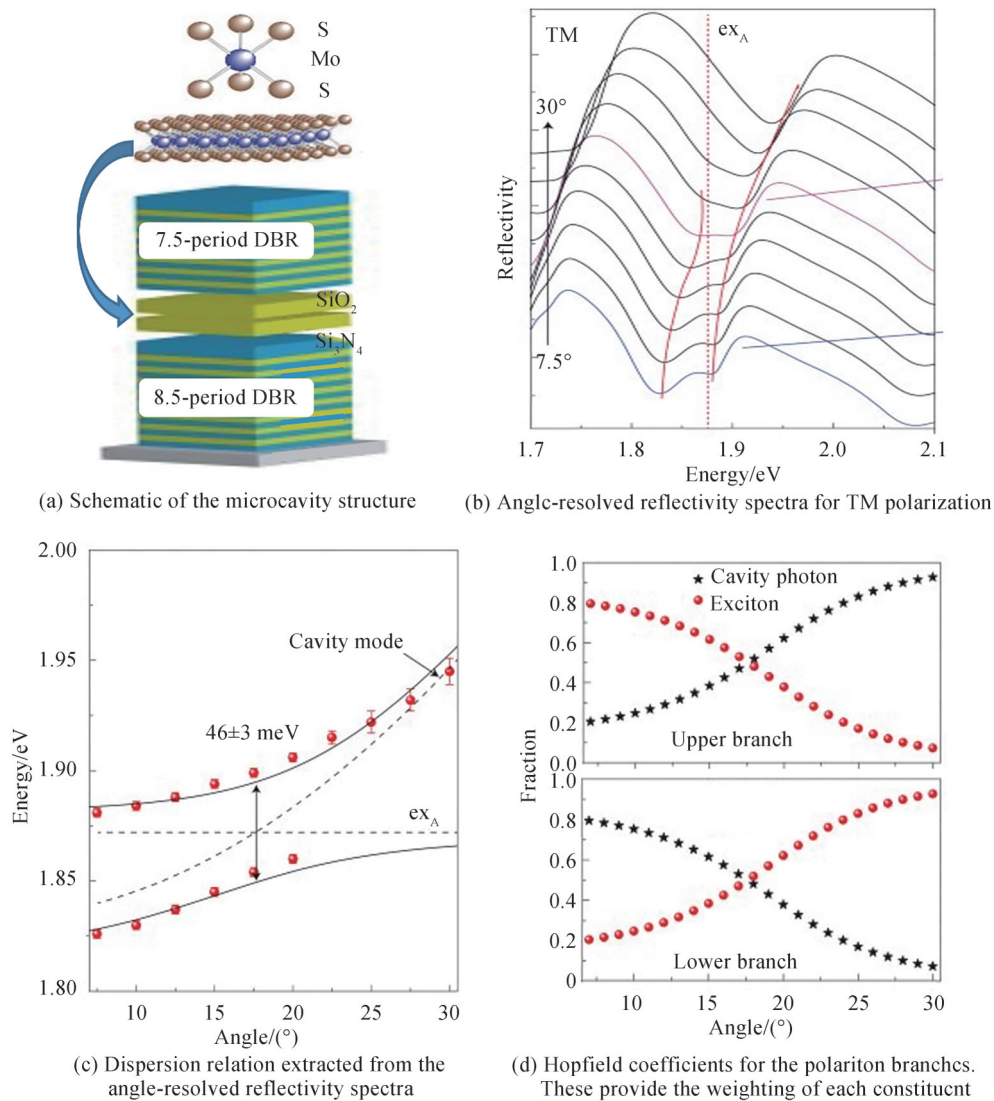 S
Mo
S
7.5-period DBR
SiO2
Si3N4
8.5-period DBR
(a) Schematic of the microcavity structure
TM
exA
30°
7.5°
Reflectivity
1.7
1.8
1.9
2.0
2.1
Energy/eV
(b) Anglc-resolved reflectivity spectra for TM polarization
2.00
1.95
1.90
1.85
1.80
Energy/eV
Cavity mode
46±3 meV
exA
10
15
20
25
30
Angle/(°)
(c) Dispersion relation extracted from the
angle-resolved reflectivity spectra
1.0
0.8
0.6
0.4
0.2
0.0
Cavity photon
Exciton
Upper branch
Fraction
1.0
0.8
0.6
0.4
0.2
0
Lower branch
10
15
20
25
30
Angle/(°)
(d) Hopfield coefficients for the polariton branchcs.
These provide the weighting of each constitucnt